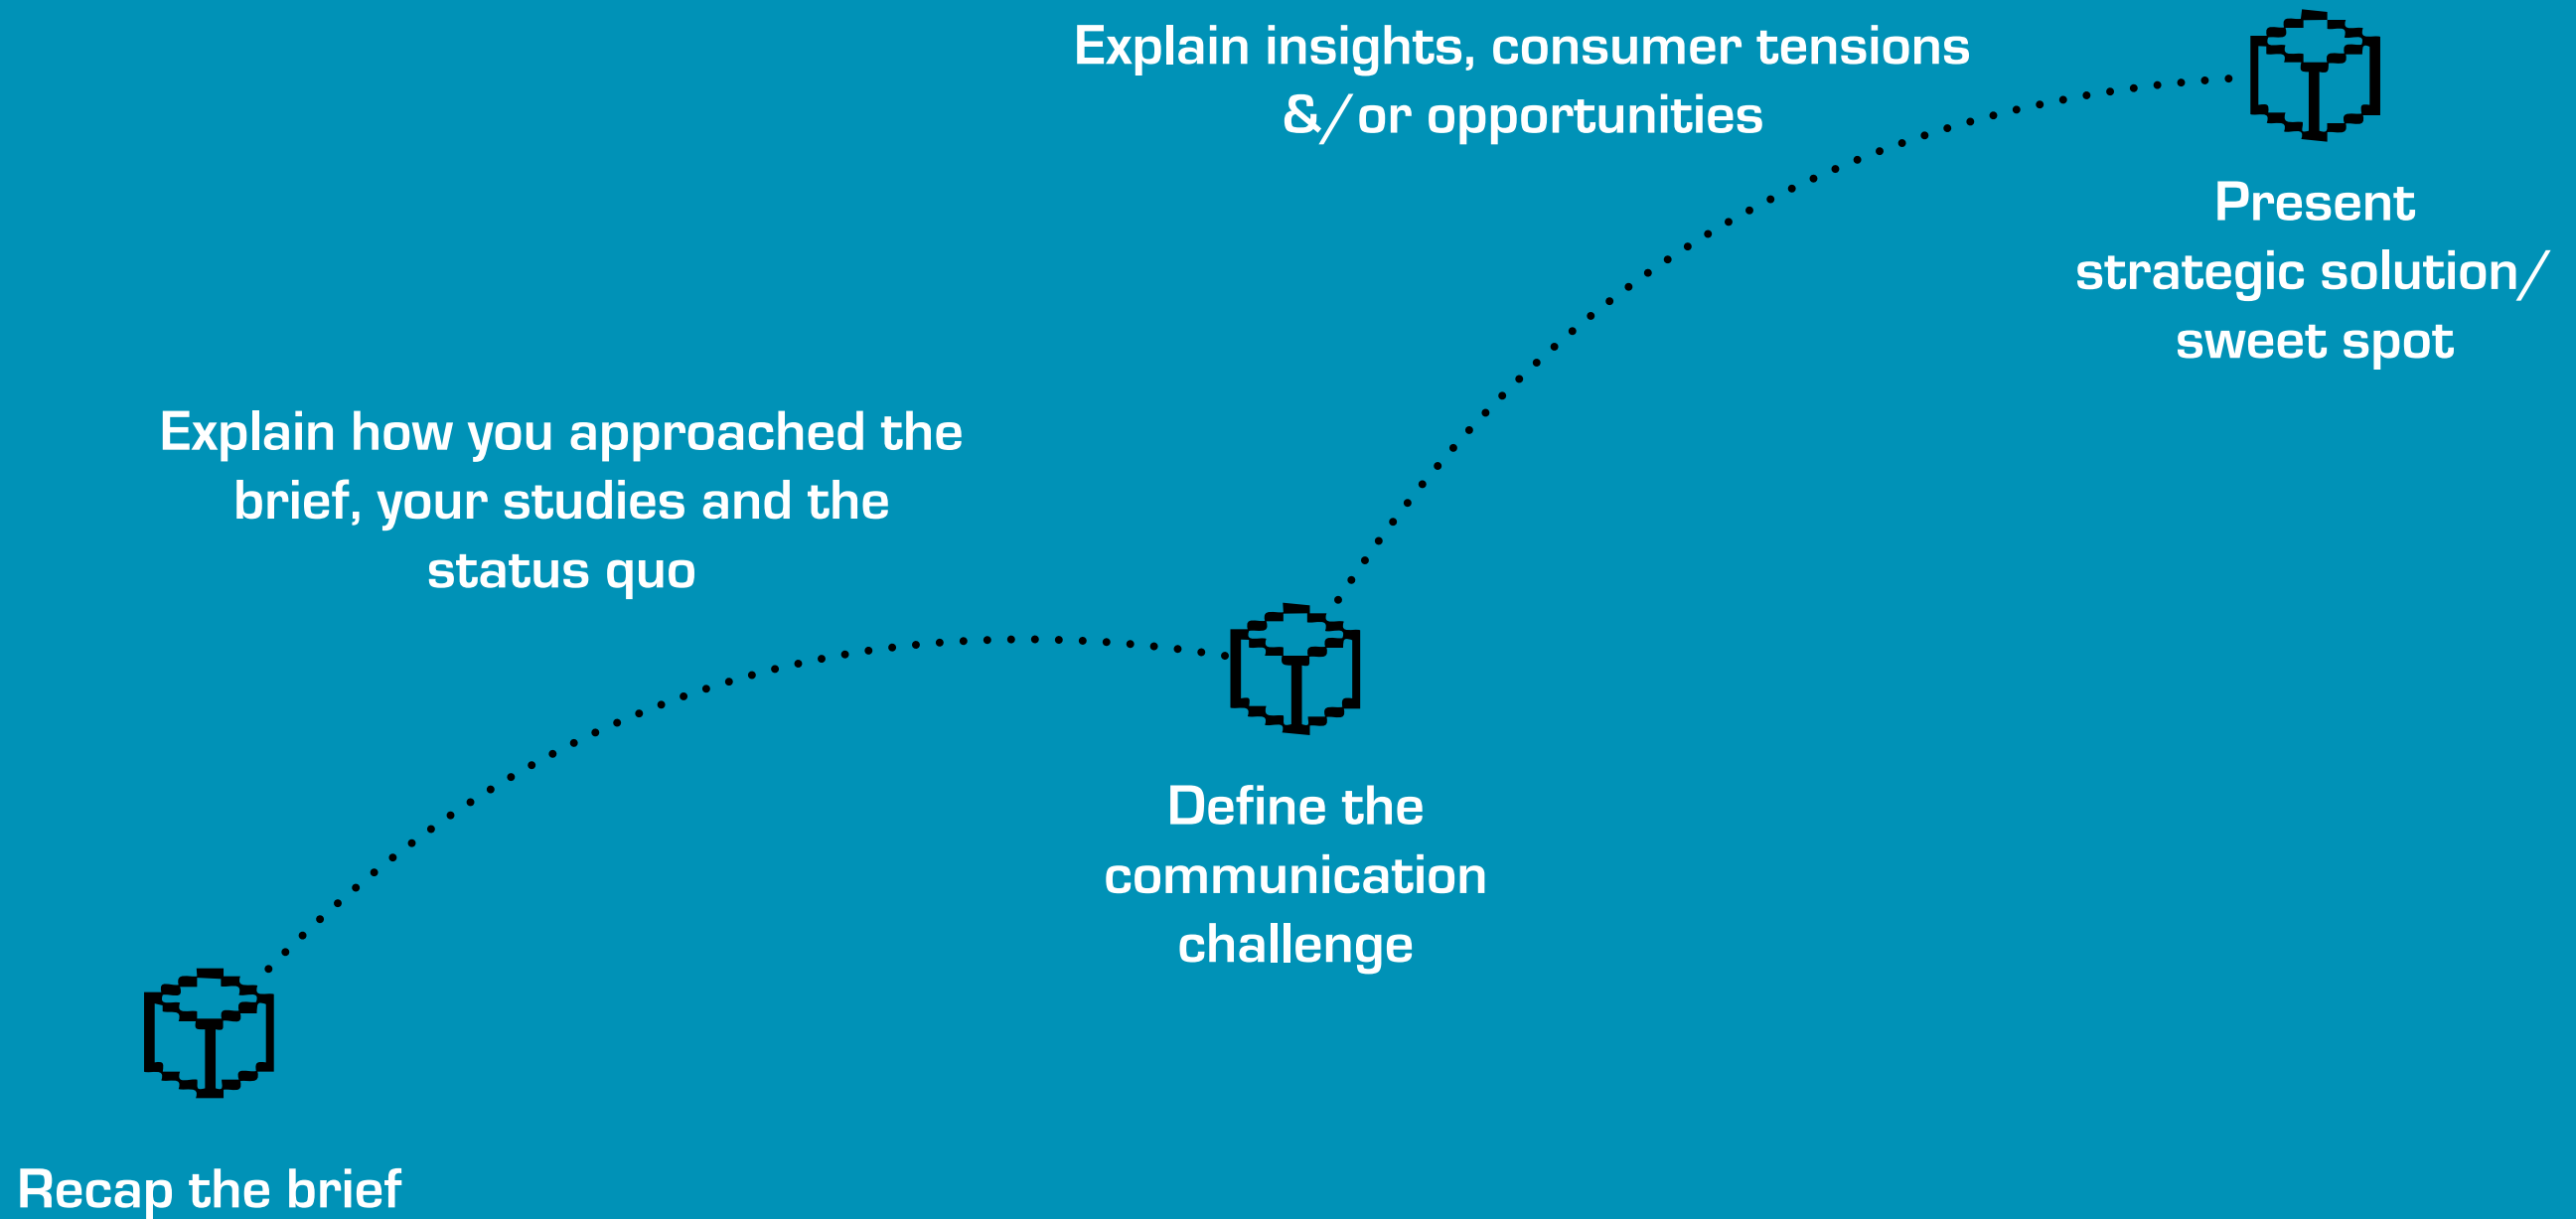 Explain insights, consumer tensions
&/or opportunities
Present
strategic solution/
sweet spot
Explain how you approached the
brief, your studies and the
status quo
Define the
communication
challenge
Recap the brief